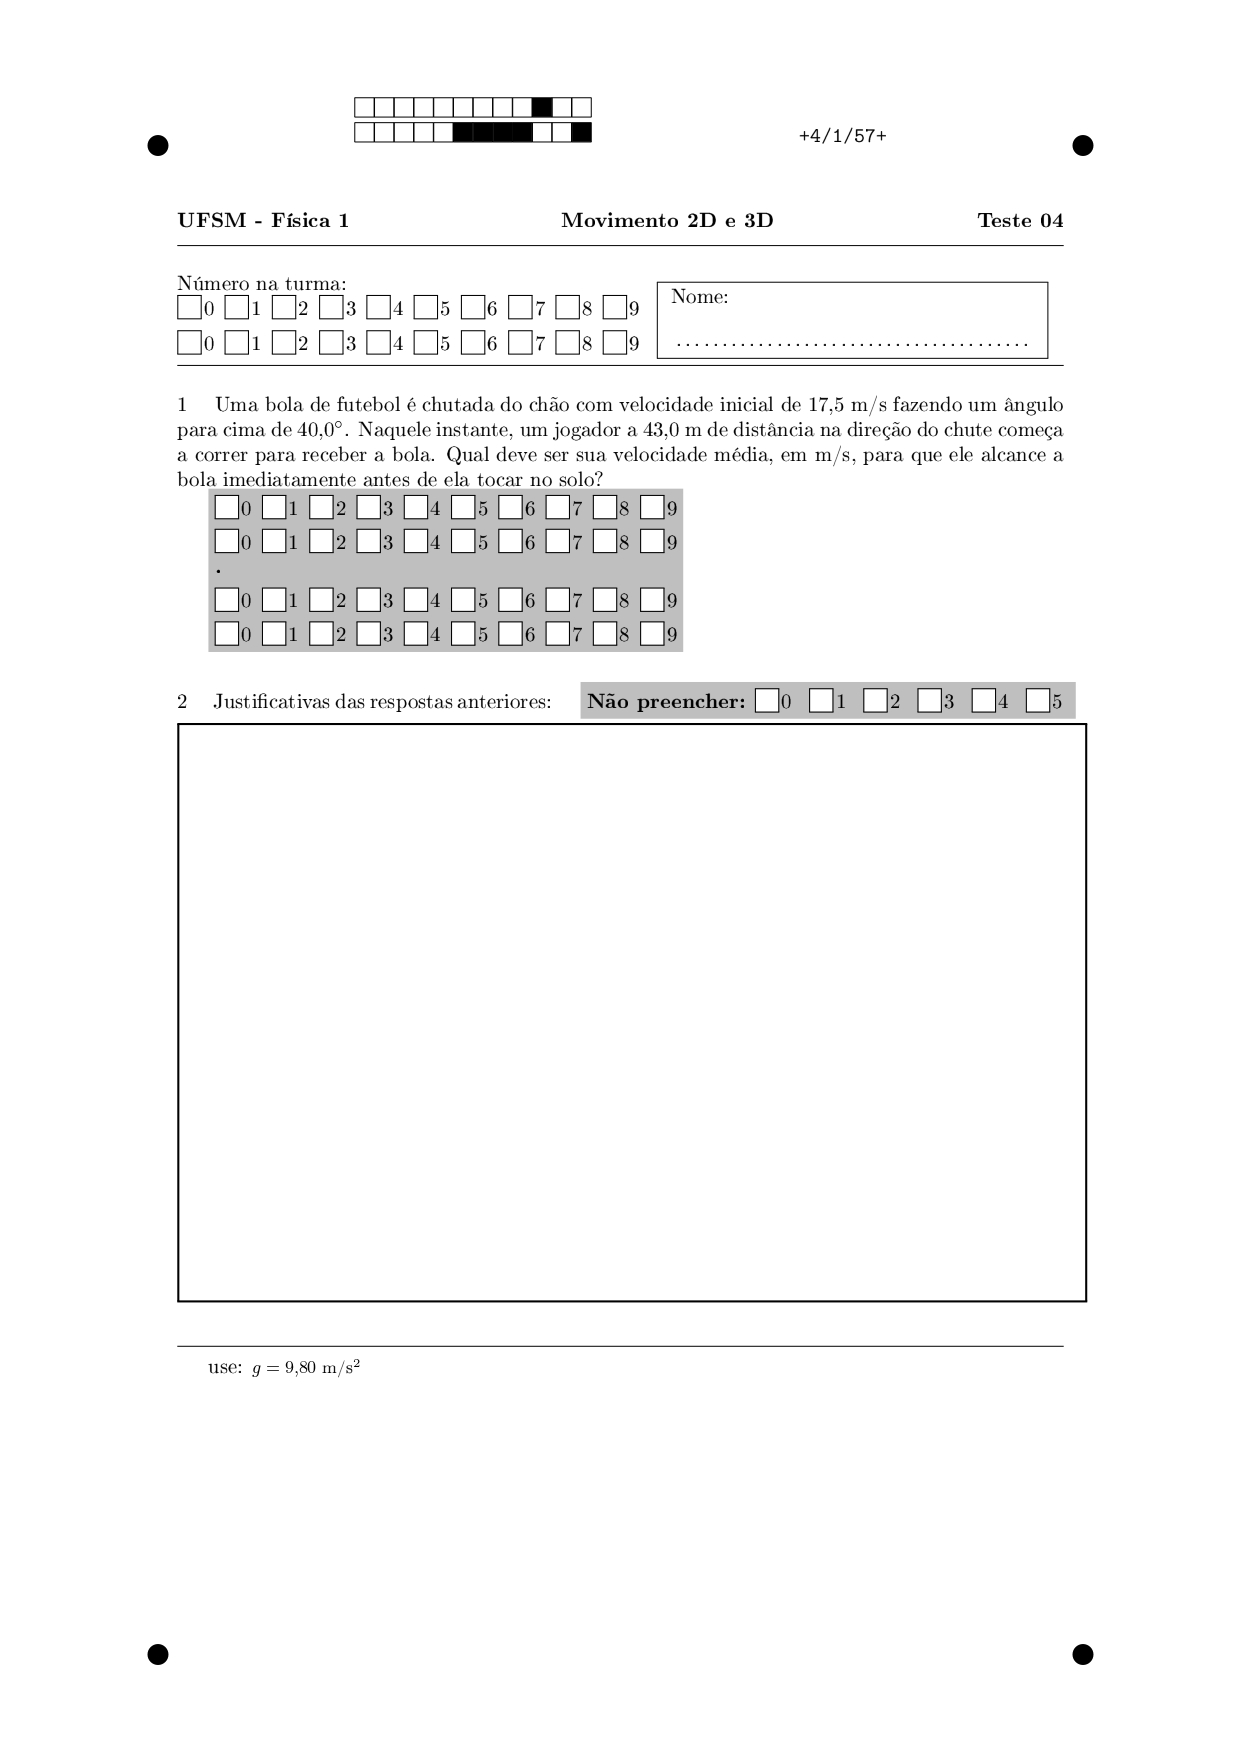 +4/1/57+
UFSM - Física 1 Movimento 2D e 3D Teste 04
Número na turma:
0 1 2 3 4 5 6 7 8 9
0 1 2 3 4 5 6 7 8 9
Nome:
......................................
1 Uma bola de futebol é chutada do chão com velocidade inicial de 17,5 m/s fazendo um ângulo
para cima de 40,0°. Naquele instante, um jogador a 43,0 m de distância na direção do chute começa
a correr para receber a bola. Qual deve ser sua velocidade média, em m/s, para que ele alcance a
bola imediatamente antes de ela tocar no solo?
0 1 2 3 4 5 6 7 8 9
0 1 2 3 4 5 6 7 8 9
.
0 1 2 3 4 5 6 7 8 9
0 1 2 3 4 5 6 7 8 9
2 Justificativas das respostas anteriores: Não preencher: 0 1 2 3 4 5
use: g = 9,80 m/s²